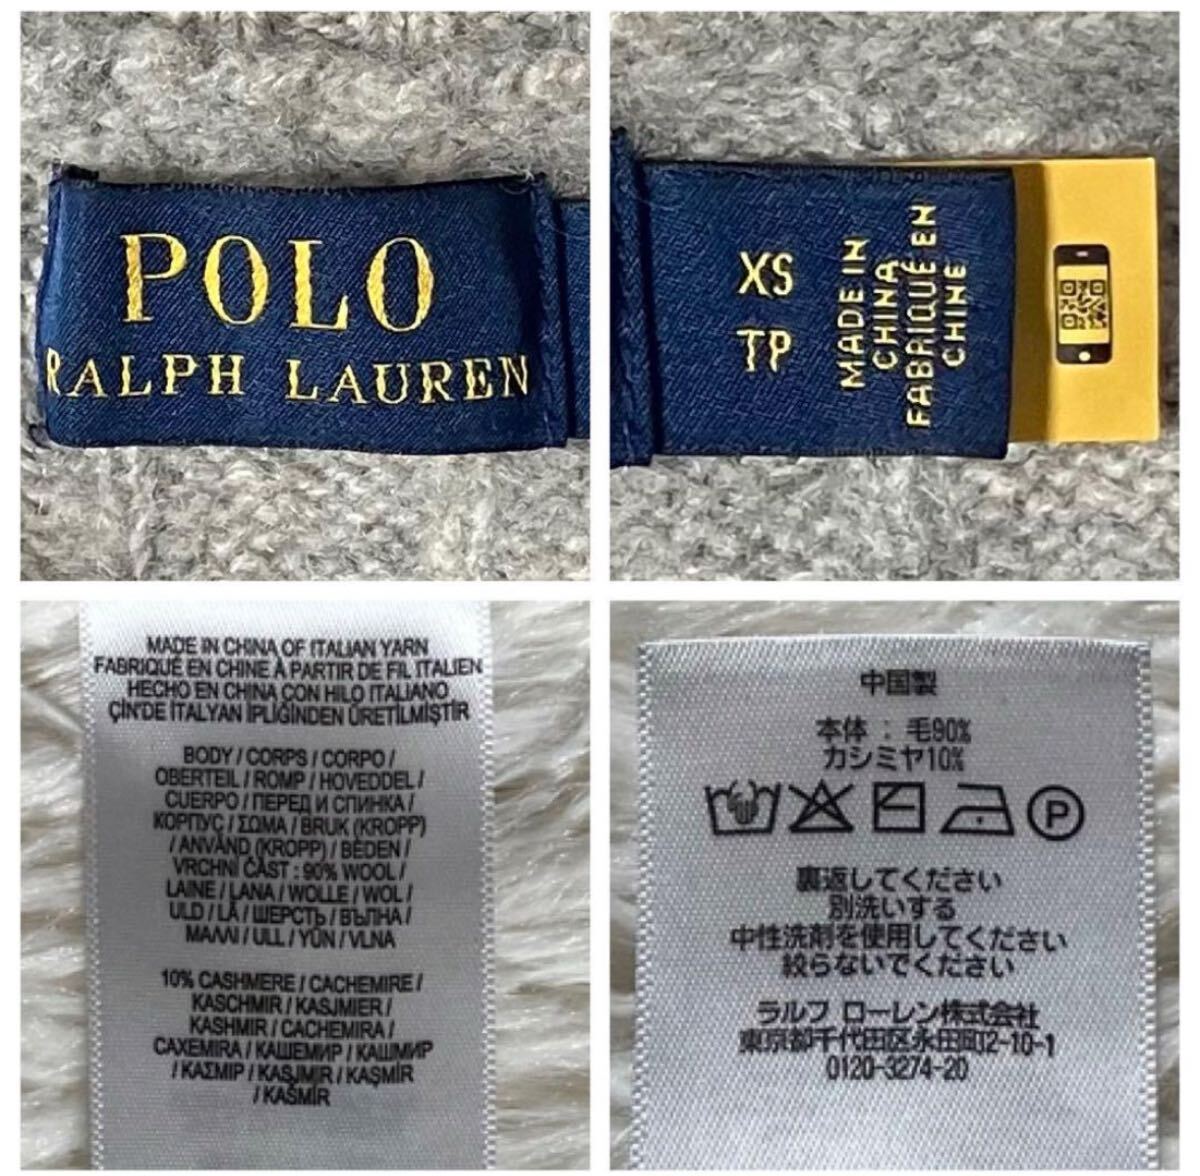 POLO
RALPH LAUREN
XS
TP
MADE IN
CHINA
FABRIQUÉ EN
CHINE
MADE IN CHINA OF ITALIAN YARN
FABRIQUÉ EN CHINE À PARTIR DE FIL ITALIEN
HECHO EN CHINA CON HILO ITALIANO
ÇİN'DE İTALYAN İPLİĞİNDEN ÜRETİLMİŞTİR
BODY / CORPS / CORPO /
OBERTEIL / ROMP / HOVEDDEL /
CUERPO / ПЕРЕД И СПИНКА /
КОРПУС / ΣΩΜΑ / BRUK (KROPP)
/ ANVÄND (KROPP) / BEDEN /
VRCHNÍ ČÁST : 90% WOOL /
LAINE / LANA / WOLLE / WOL /
ULD / LÃ / ШЕРСТЬ / ВЪЛНА /
ΜΑΛΛΙ / ULL / YÜN / VLNA
10% CASHMERE / CACHEMIRE /
KASCHMIR / KASJMIER /
KASHMIR / CACHEMIRA /
CAXEMIRA / КАШЕМИР / КАШМИР
/ ΚΑΣΜΙΡ / KASJMIR / KAŞMİR
/ KAŠMÍR
中国製
本体 : 毛90%
カシミヤ10%
P
裏返してください
別洗いする
中性洗剤を使用してください
絞らないでください
ラルフ ローレン株式会社
東京都千代田区永田町2-10-1
0120-3274-20